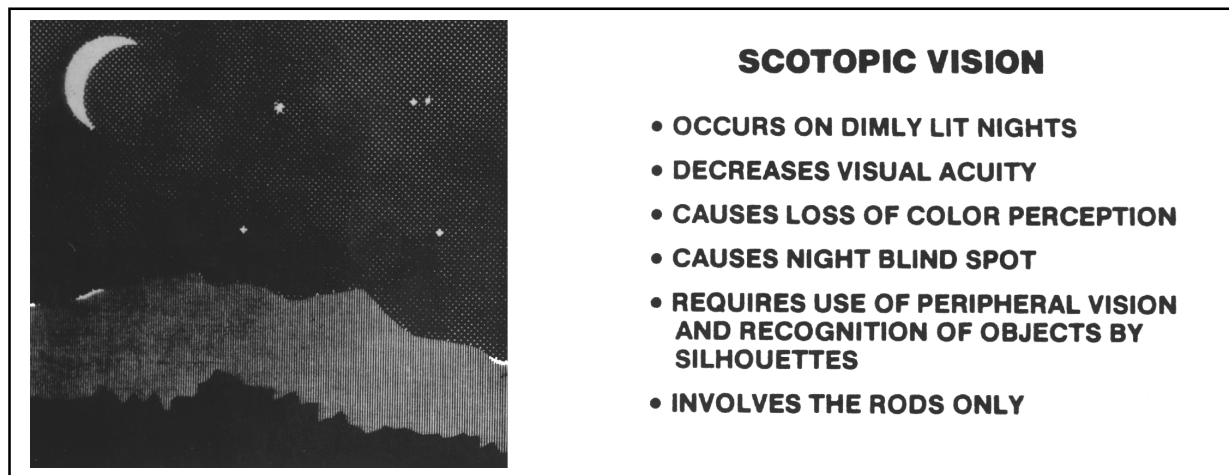 SCOTOPIC VISION
• OCCURS ON DIMLY LIT NIGHTS
• DECREASES VISUAL ACUITY
• CAUSES LOSS OF COLOR PERCEPTION
• CAUSES NIGHT BLIND SPOT
• REQUIRES USE OF PERIPHERAL VISION
AND RECOGNITION OF OBJECTS BY
SILHOUETTES
• INVOLVES THE RODS ONLY